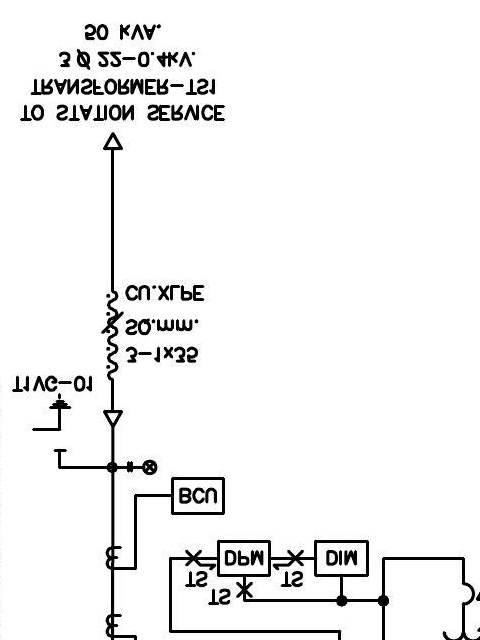 TS
TS TS
DPM DIM
BCU
T1VG-01
3-1x35
SQ.mm.
CU.XLPE
TO STATION SERVICE
TRANSFORMER-TS1
3 Ø 22-0.4kV.
50 kVA.